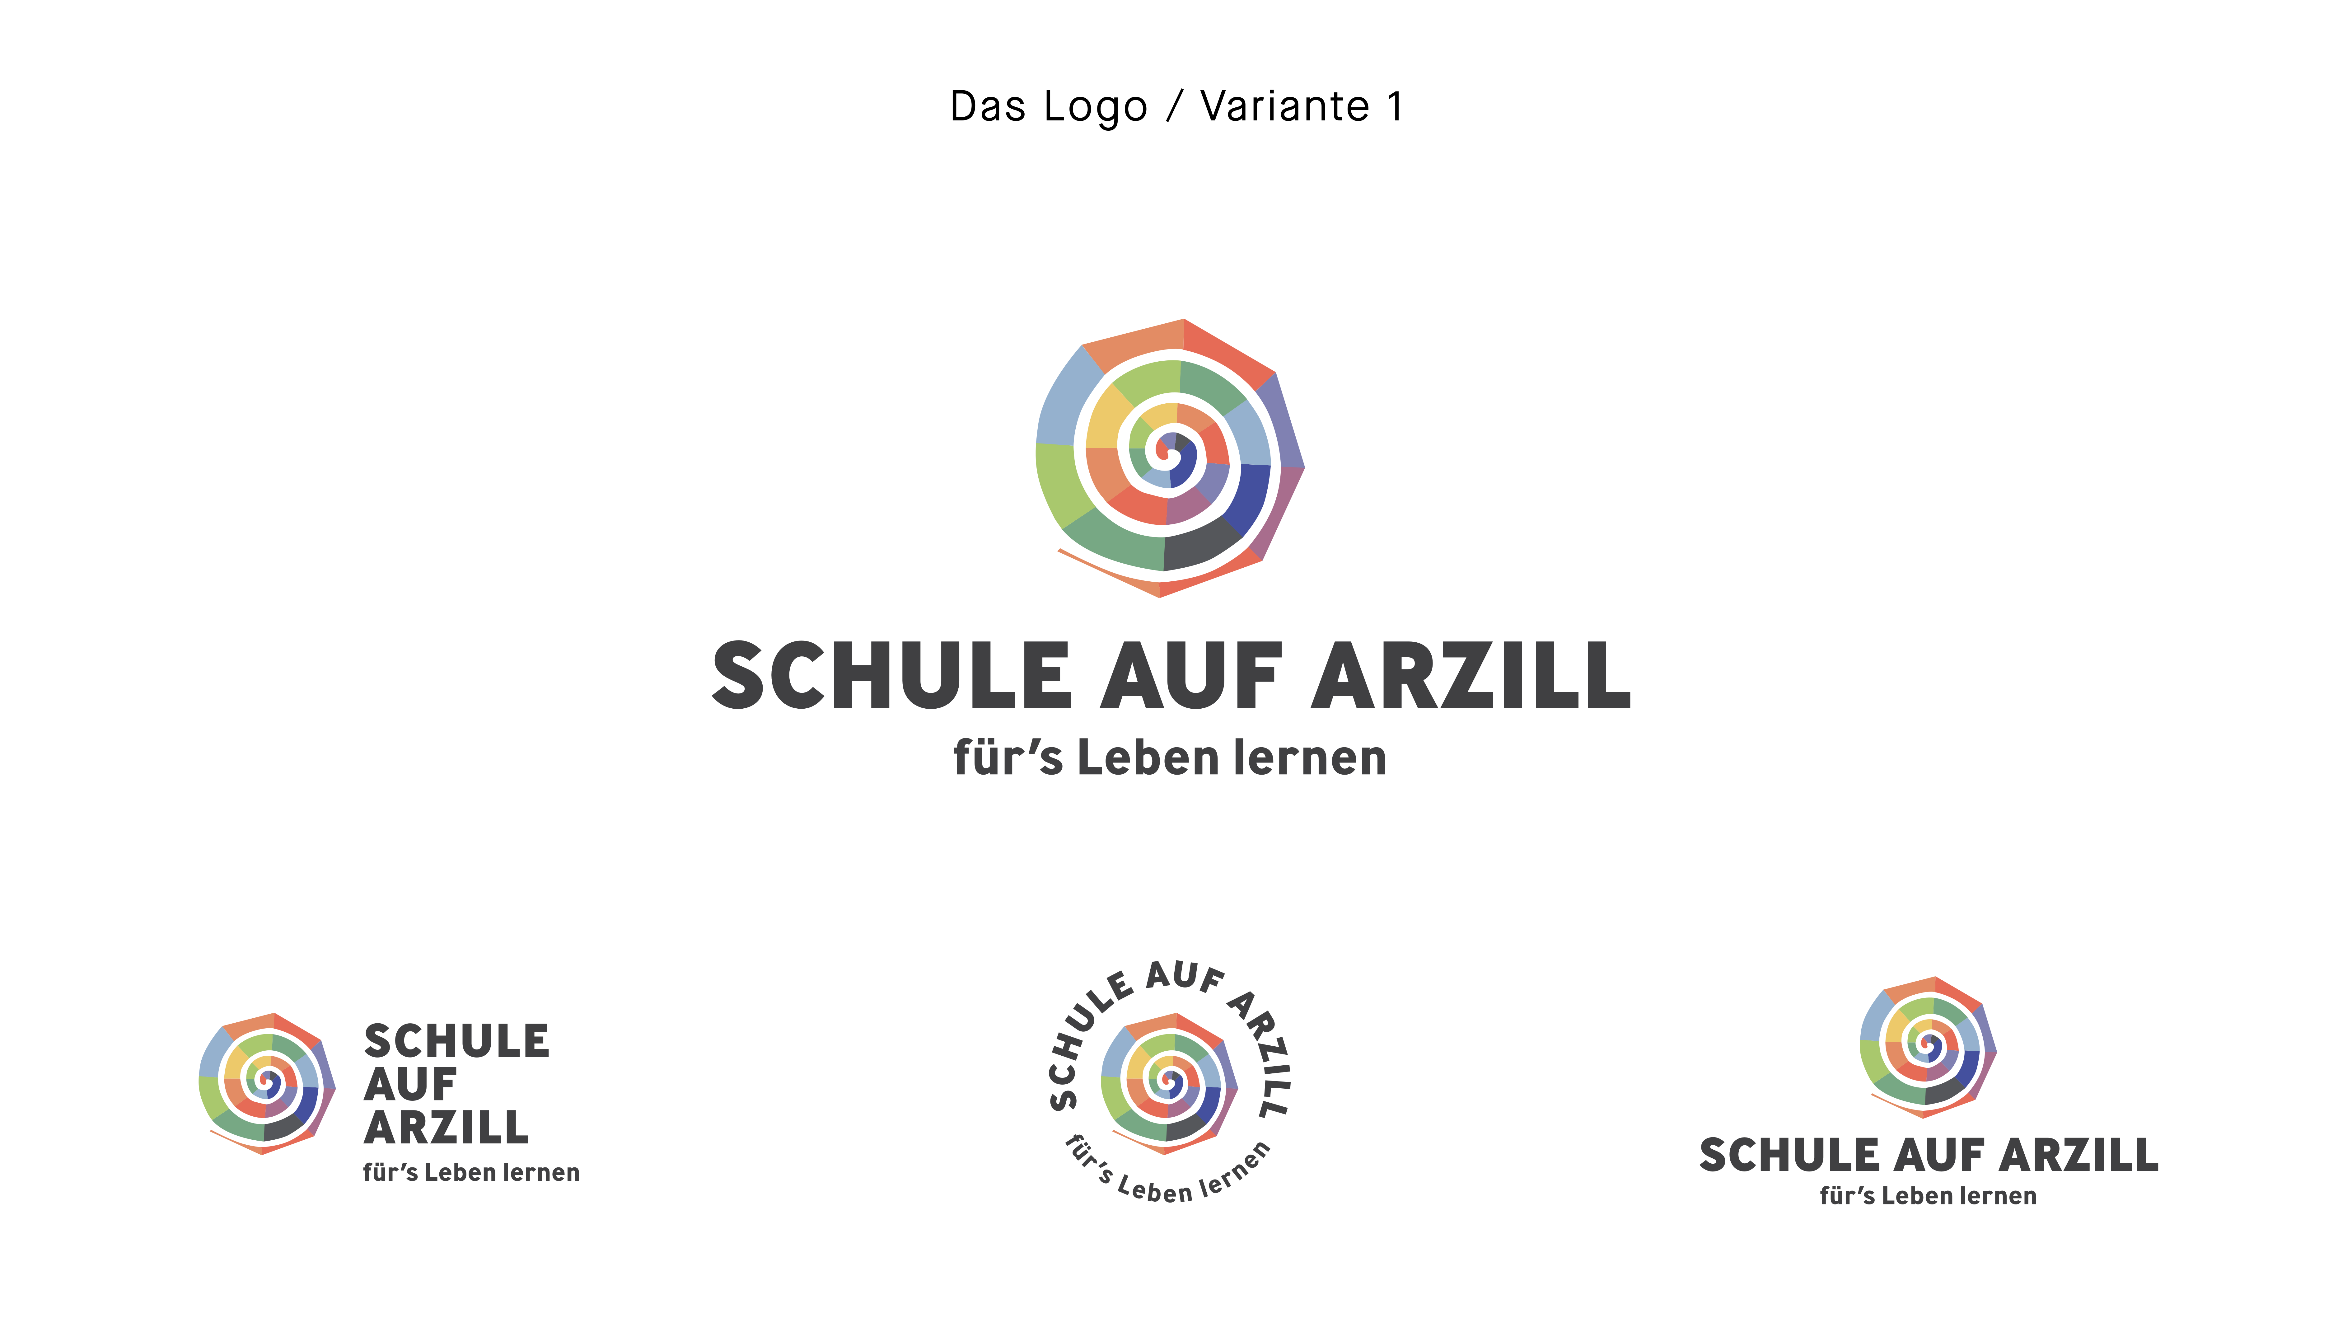 Das Logo / Variante 1
SCHULE AUF ARZILL
für’s Leben lernen
SCHULE
AUF
ARZILL
für’s Leben lernen
SCHULE AUF ARZILL
für’s Leben lernen
SCHULE AUF ARZILL
für’s Leben lernen